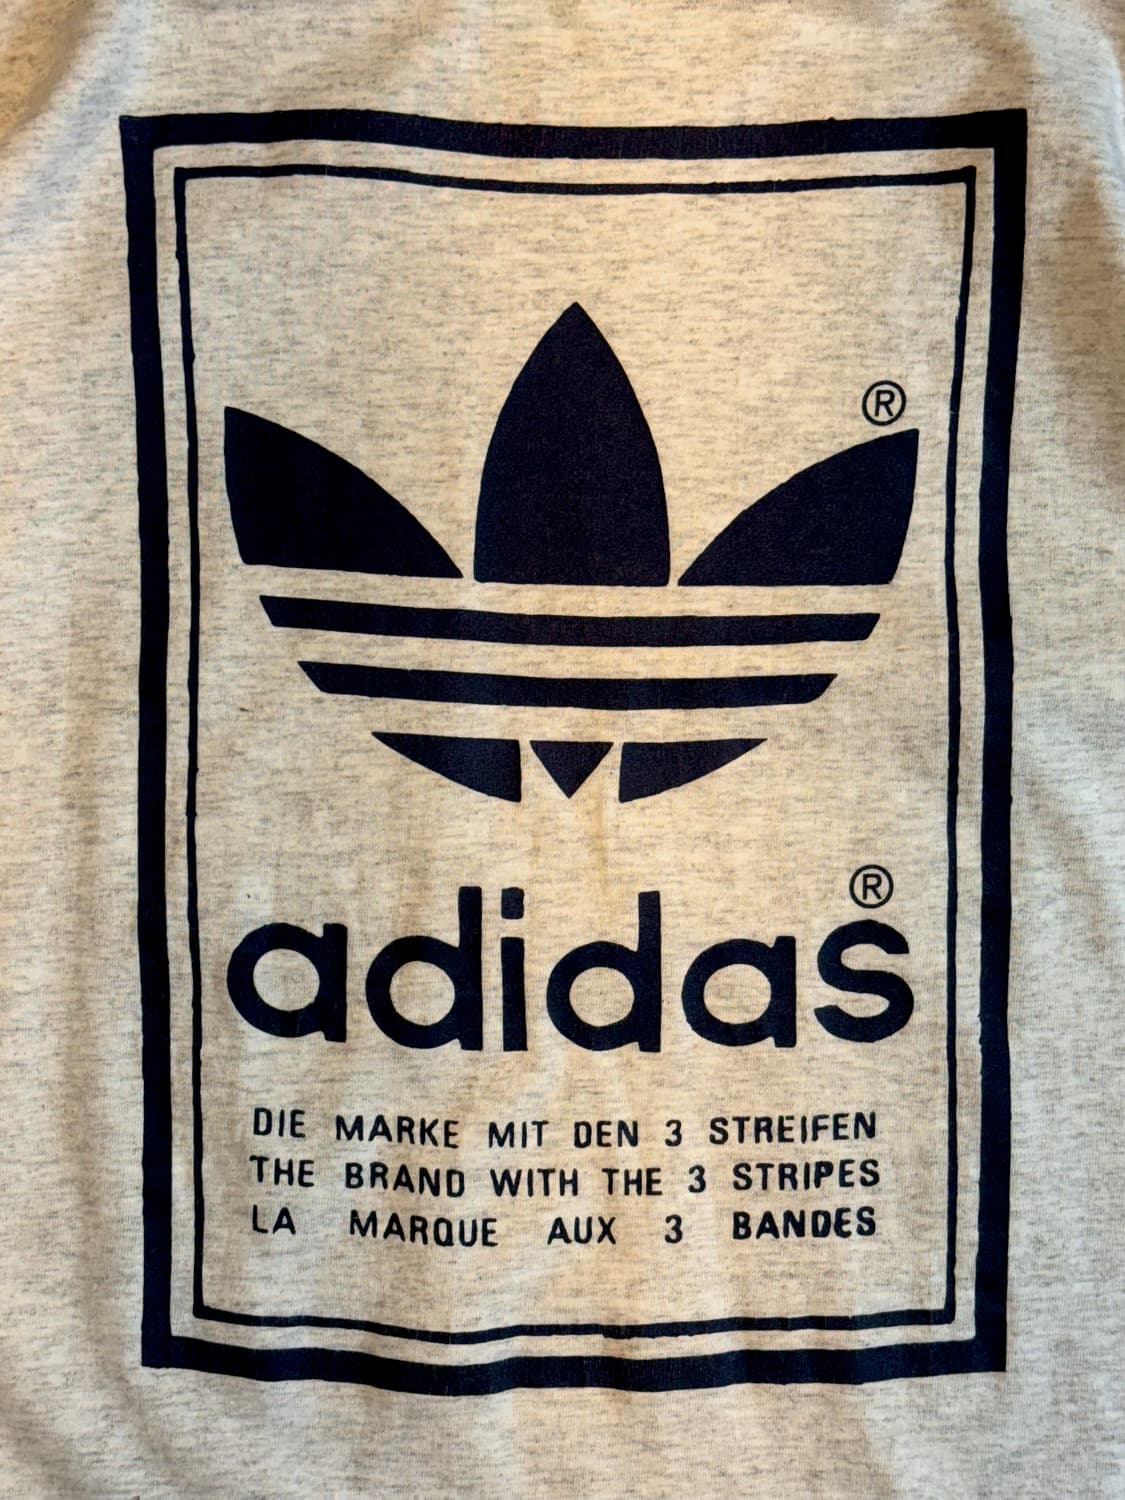 ®
adidas®
DIE MARKE MIT DEN 3 STREIFEN
THE BRAND WITH THE 3 STRIPES
LA MARQUE AUX 3 BANDES